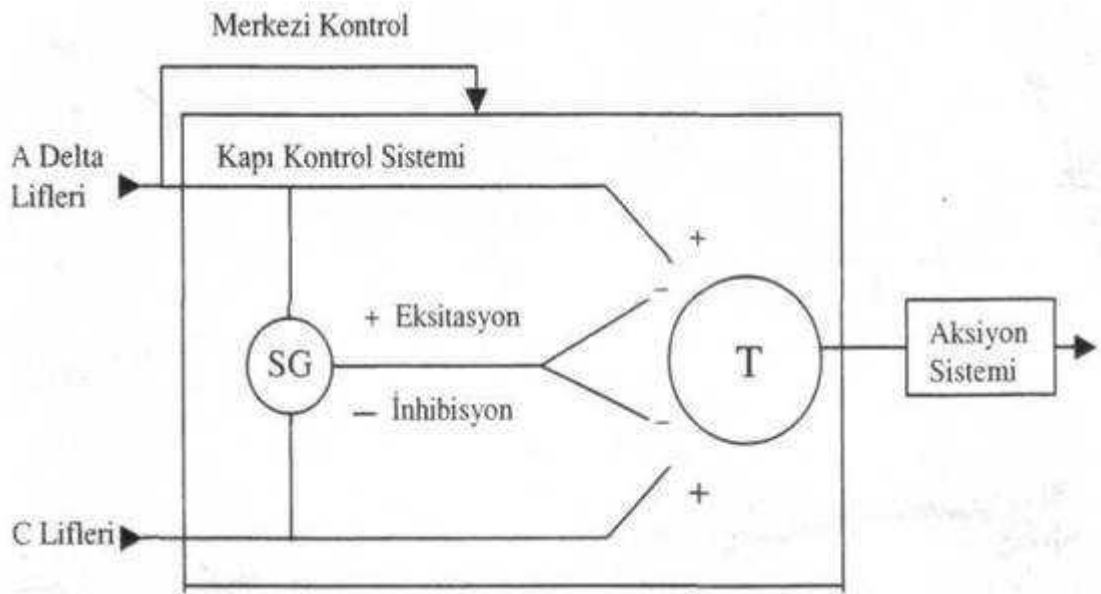 Merkezi Kontrol
A Delta
Lifleri
Kapı Kontrol Sistemi
+
-
+ Eksitasyon
SG
— İnhibisyon
T
Aksiyon
Sistemi
-
+
C Lifleri